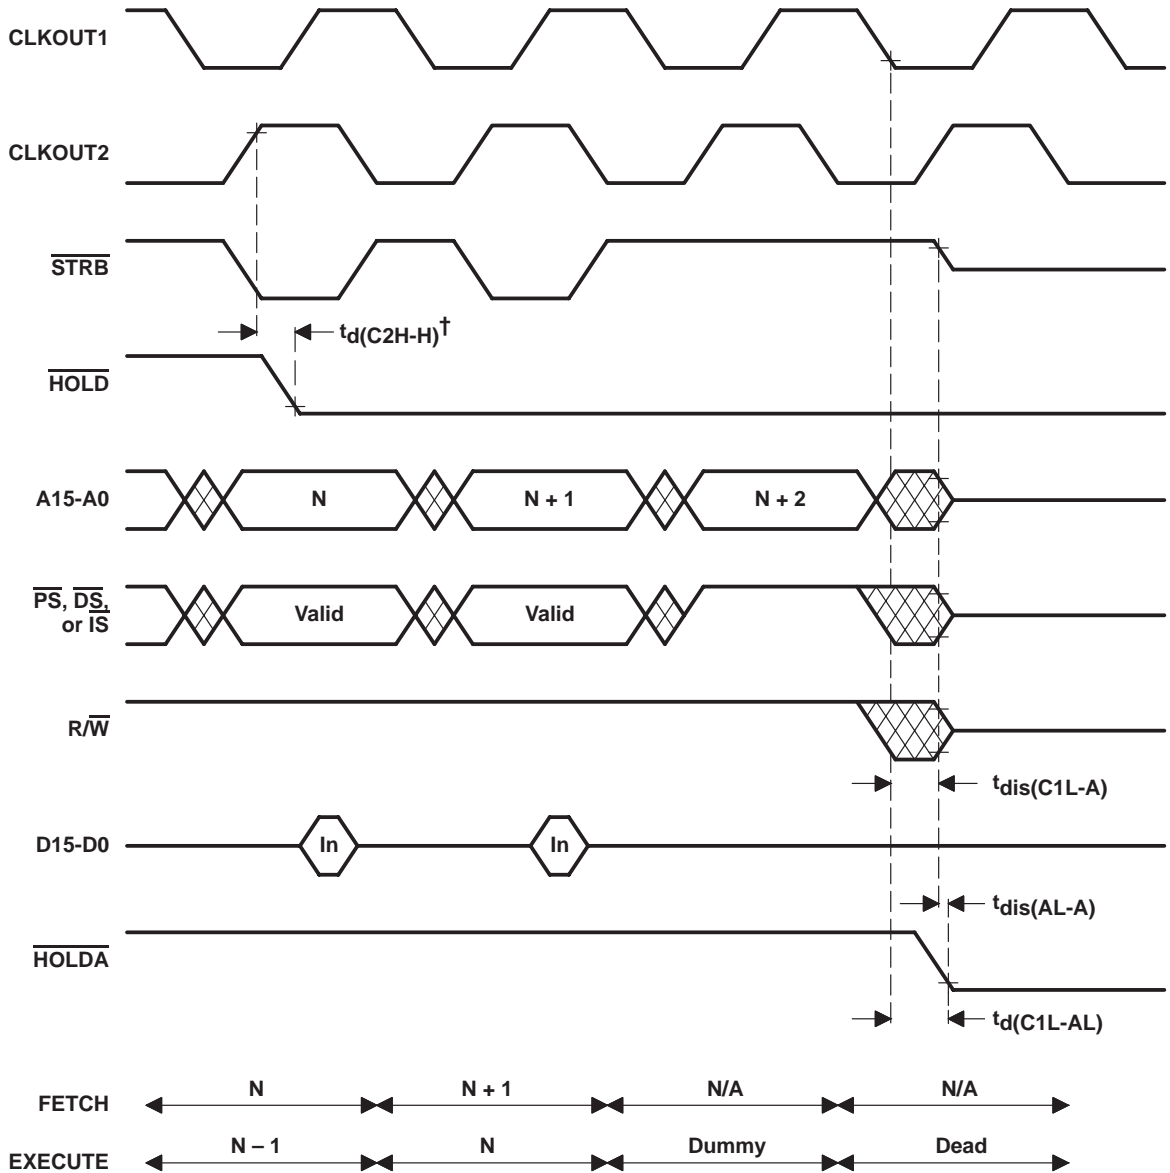 CLKOUT1
CLKOUT2
STRB
td(C2H-H)†
HOLD
A15-A0 N N + 1 N + 2
PS, DS,
or IS
Valid Valid
R/W
tdis(C1L-A)
D15-D0 In In
tdis(AL-A)
HOLDA
td(C1L-AL)
FETCH N N + 1 N/A N/A
EXECUTE N – 1 N Dummy Dead